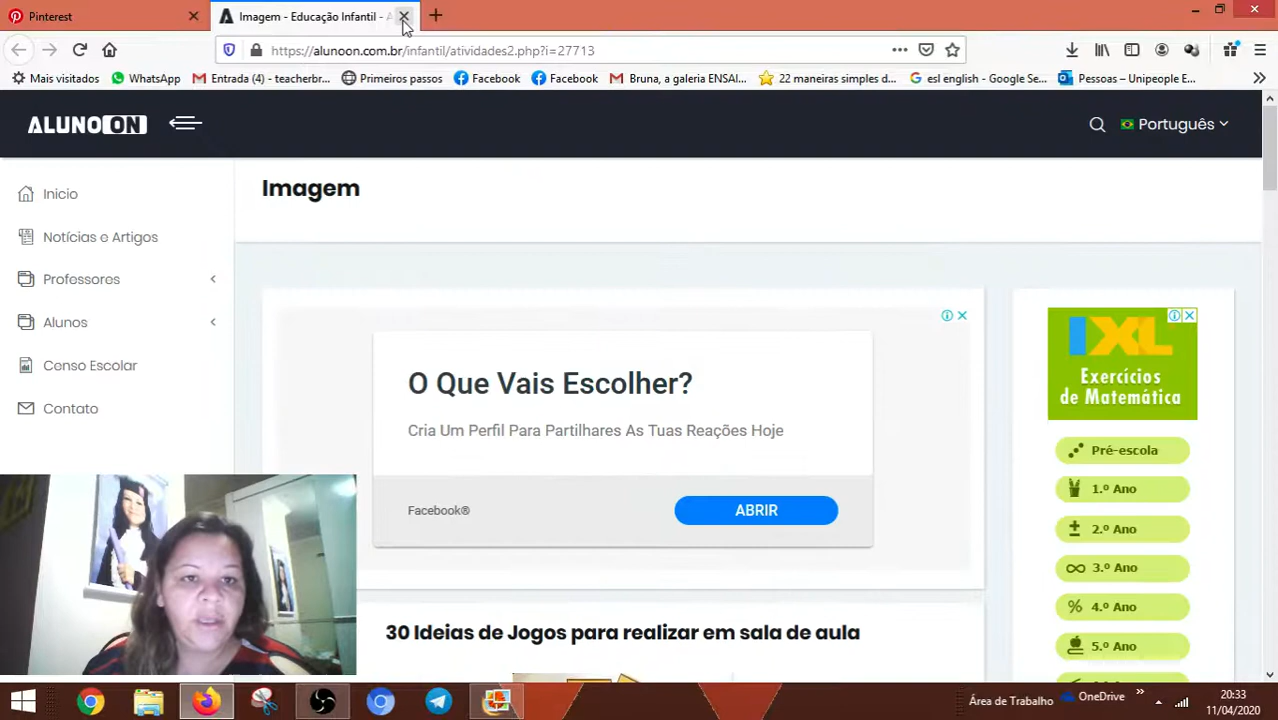 Pinterest
Imagem - Educação Infantil - A
https://alunoon.com.br/infantil/atividades2.php?i=27713
Mais visitados
WhatsApp
Entrada (4) - teacherbr...
Primeiros passos
Facebook
Facebook
Bruna, a galeria ENSAI...
22 maneiras simples d...
esl english - Google Se...
Pessoas – Unipeople E...
ALUNOON
Português
Inicio
Notícias e Artigos
Professores
Alunos
Censo Escolar
Contato
Imagem
O Que Vais Escolher?
Cria Um Perfil Para Partilhares As Tuas Reações Hoje
Facebook®
ABRIR
30 Ideias de Jogos para realizar em sala de aula
IXL
Exercícios
de Matemática
Pré-escola
1.º Ano
2.º Ano
3.º Ano
4.º Ano
5.º Ano
Área de Trabalho
OneDrive
20:33
11/04/2020